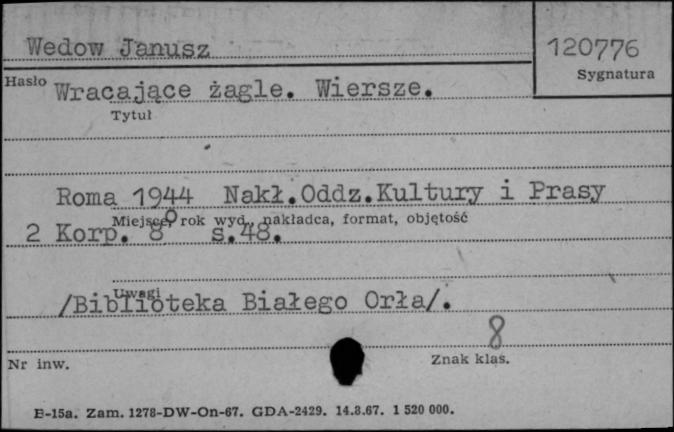 Wedow Janusz
120776
Hasło
Sygnatura
Wracające żagle. Wiersze.
Tytuł
Roma 1944 Nakł.Oddz.Kultury i Prasy
Miejsce, rok wyd., nakładca, format, objętość
2 Korp. 8° s.48.
Uwagi
/Biblioteka Białego Orła/.
8
Nr inw.
Znak klas.
E-15a. Zam. 1278-DW-On-67. GDA-2429. 14.8.67. 1 520 000.